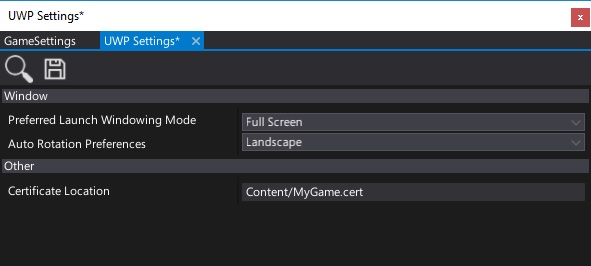 UWP Settings*
x
GameSettings
UWP Settings* ×
Window
Preferred Launch Windowing Mode Full Screen
Auto Rotation Preferences Landscape
Other
Certificate Location Content/MyGame.cert